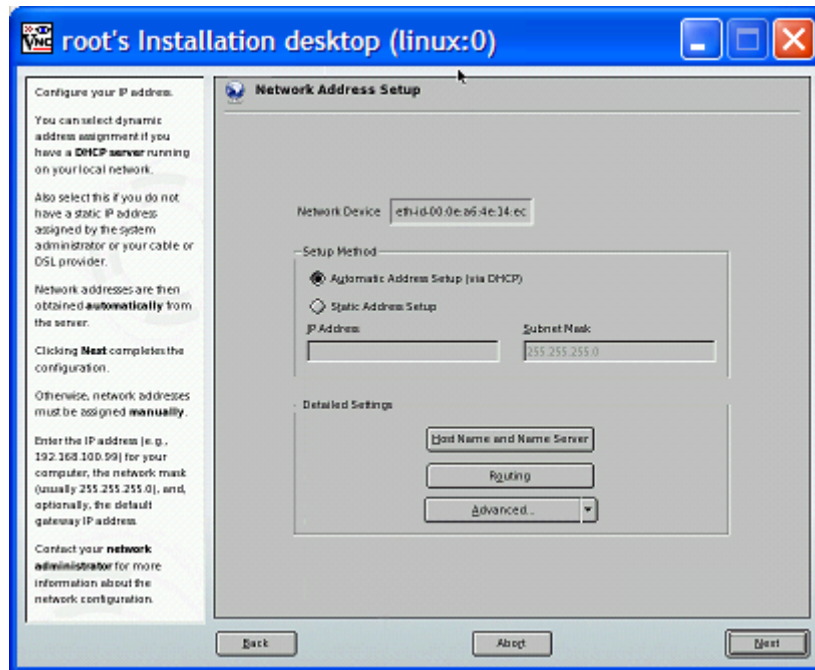 VNC root's Installation desktop (linux:0)
Configure your IP address.
You can select dynamic
address assignment if you
have a DHCP server running
on your local network.
Also select this if you do not
have a static IP address
assigned by the system
administrator or your cable or
DSL provider.
Network addresses are then
obtained automatically from
the server.
Clicking Next completes the
configuration.
Otherwise, network addresses
must be assigned manually.
Enter the IP address (e.g.,
192.168.100.99) for your
computer, the network mask
(usually 255.255.255.0), and,
optionally, the default
gateway IP address.
Contact your network
administrator for more
information about the
network configuration.
Network Address Setup
Network Device eth-id-00:0e:a6:4e:14:ec
Setup Method
Automatic Address Setup (via DHCP)
Static Address Setup
IP Address Subnet Mask
255.255.255.0
Detailed Settings
Host Name and Name Server
Routing
Advanced...
Back Abort Next